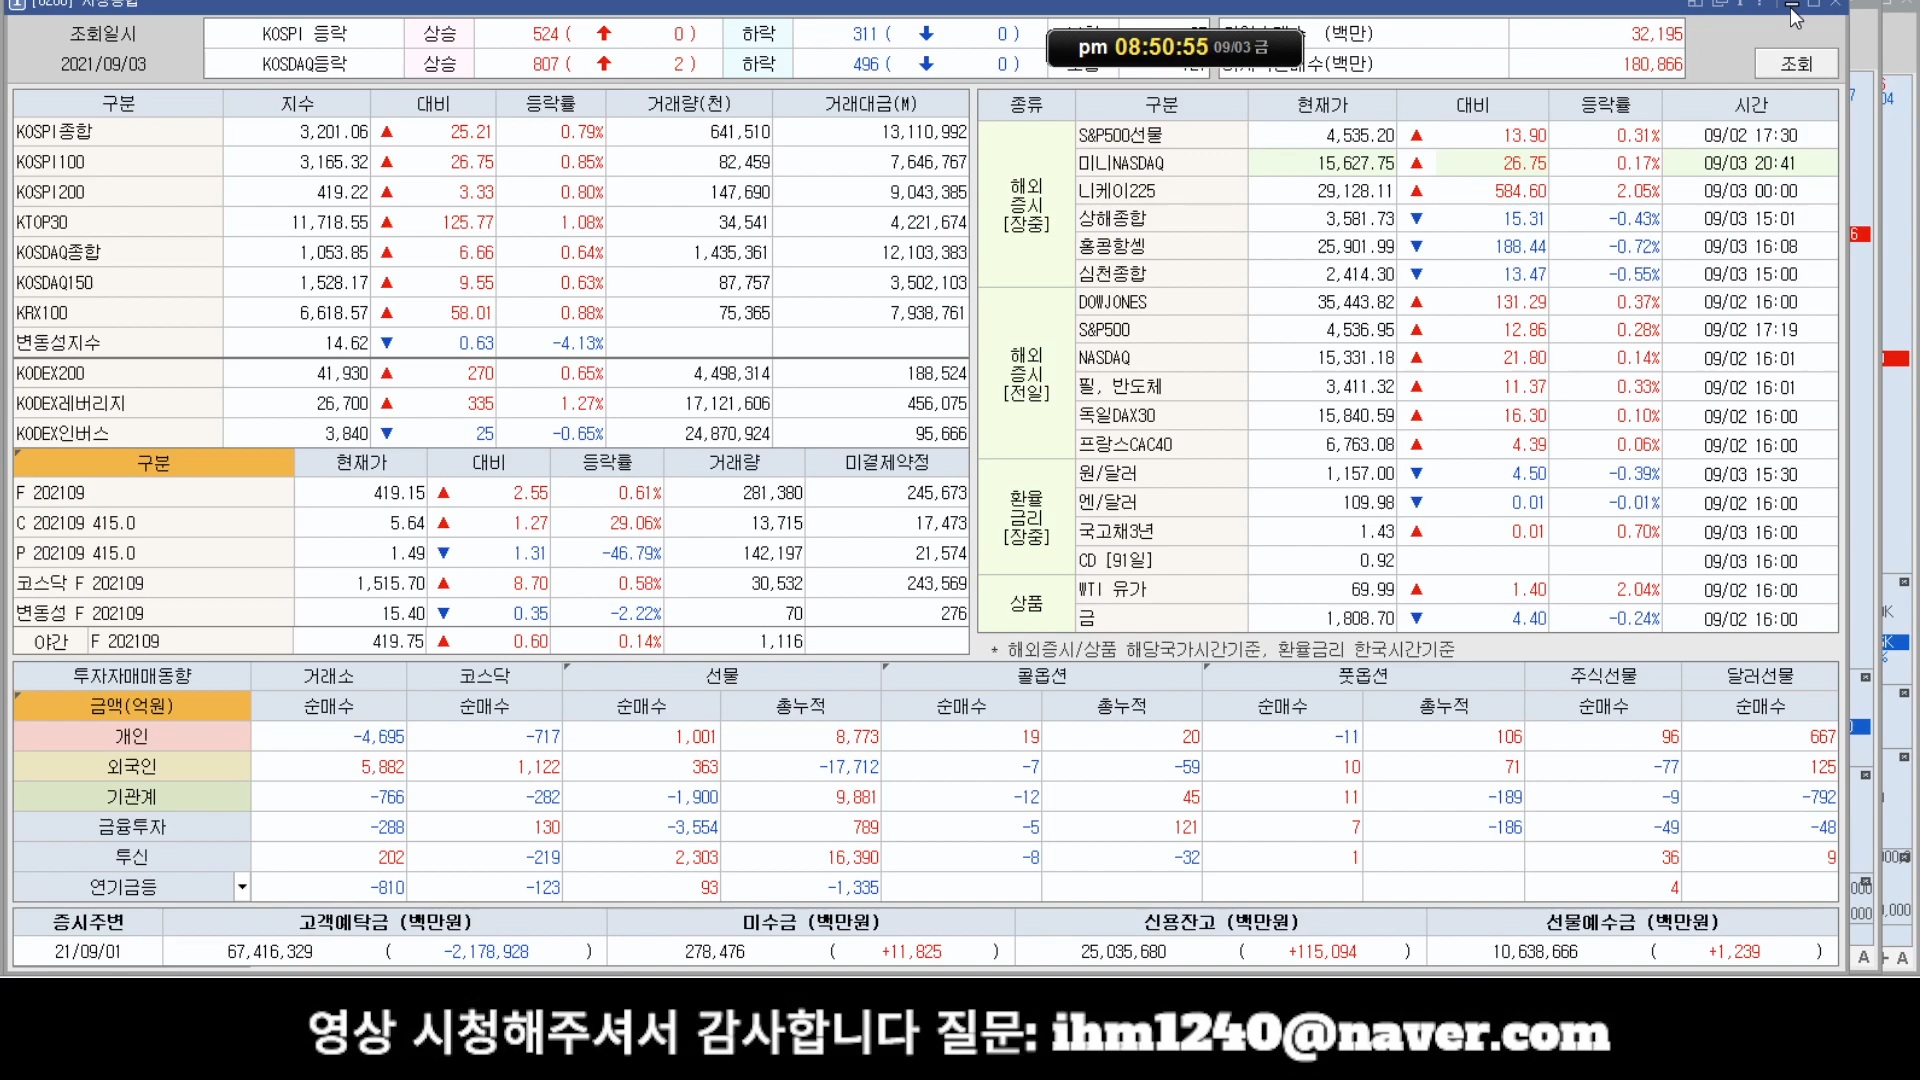 조회일시 KOSPI 등락 상승 524 ( 0 ) 하락 311 ( 0 ) (백만) 32,195
2021/09/03 KOSDAQ등락 상승 807 ( 2 ) 하락 496 ( 0 ) (백만) 180,866 조회
pm 08:50:55 09/03 금
구분 지수 대비 등락률 거래량(천) 거래대금(M)
KOSPI종합 3,201.06 ▲ 25.21 0.79% 641,510 13,110,992
KOSPI100 3,165.32 ▲ 26.75 0.85% 82,459 7,646,767
KOSPI200 419.22 ▲ 3.33 0.80% 147,690 9,043,385
KTOP30 11,718.55 ▲ 125.77 1.08% 34,541 4,221,674
KOSDAQ종합 1,053.85 ▲ 6.66 0.64% 1,435,361 12,103,383
KOSDAQ150 1,528.17 ▲ 9.55 0.63% 87,757 3,502,103
KRX100 6,618.57 ▲ 58.01 0.88% 75,365 7,938,761
변동성지수 14.62 ▼ 0.63 -4.13%
KODEX200 41,930 ▲ 270 0.65% 4,498,314 188,524
KODEX레버리지 26,700 ▲ 335 1.27% 17,121,606 456,075
KODEX인버스 3,840 ▼ 25 -0.65% 24,870,924 95,666
구분 현재가 대비 등락률 거래량 미결제약정
F 202109 419.15 ▲ 2.55 0.61% 281,380 245,673
C 202109 415.0 5.64 ▲ 1.27 29.06% 13,715 17,473
P 202109 415.0 1.49 ▼ 1.31 -46.79% 142,197 21,574
코스닥 F 202109 1,515.70 ▲ 8.70 0.58% 30,532 243,569
변동성 F 202109 15.40 ▼ 0.35 -2.22% 70 276
야간 F 202109 419.75 ▲ 0.60 0.14% 1,116
종류 구분 현재가 대비 등락률 시간
해외 증시 [장중]
S&P500선물 4,535.20 ▲ 13.90 0.31% 09/02 17:30
미니NASDAQ 15,627.75 ▲ 26.75 0.17% 09/03 20:41
니케이225 29,128.11 ▲ 584.60 2.05% 09/03 00:00
상해종합 3,581.73 ▼ 15.31 -0.43% 09/03 15:01
홍콩항셍 25,901.99 ▼ 188.44 -0.72% 09/03 16:08
심천종합 2,414.30 ▼ 13.47 -0.55% 09/03 15:00
해외 증시 [전일]
DOWJONES 35,443.82 ▲ 131.29 0.37% 09/02 16:00
S&P500 4,536.95 ▲ 12.86 0.28% 09/02 17:19
NASDAQ 15,331.18 ▲ 21.80 0.14% 09/02 16:01
필, 반도체 3,411.32 ▲ 11.37 0.33% 09/02 16:01
독일DAX30 15,840.59 ▲ 16.30 0.10% 09/02 16:00
프랑스CAC40 6,763.08 ▲ 4.39 0.06% 09/02 16:00
환율 금리 [장중]
원/달러 1,157.00 ▼ 4.50 -0.39% 09/03 15:30
엔/달러 109.98 ▼ 0.01 -0.01% 09/02 16:00
국고채3년 1.43 ▲ 0.01 0.70% 09/03 16:00
CD [91일] 0.92 09/03 16:00
상품
WTI 유가 69.99 ▲ 1.40 2.04% 09/02 16:00
금 1,808.70 ▼ 4.40 -0.24% 09/02 16:00
* 해외증시/상품 해당국가시간기준, 환율금리 한국시간기준
투자자매매동향 거래소 코스닥 선물 콜옵션 풋옵션 주식선물 달러선물
금액(억원) 순매수 순매수 순매수 총누적 순매수 총누적 순매수 총누적 순매수 순매수
개인 -4,695 -717 1,001 8,773 19 20 -11 106 96 667
외국인 5,882 1,122 363 -17,712 -7 -59 10 71 -77 125
기관계 -766 -282 -1,900 9,881 -12 45 11 -189 -9 -792
금융투자 -288 130 -3,554 789 -5 121 7 -186 -49 -48
투신 202 -219 2,303 16,390 -8 -32 1 36 9
연기금등 -810 -123 93 -1,335 4
증시주변 고객예탁금 (백만원) 미수금 (백만원) 신용잔고 (백만원) 선물예수금 (백만원)
21/09/01 67,416,329 ( -2,178,928 ) 278,476 ( +11,825 ) 25,035,680 ( +115,094 ) 10,638,666 ( +1,239 )
영상 시청해주셔서 감사합니다 질문: ihm1240@naver.com